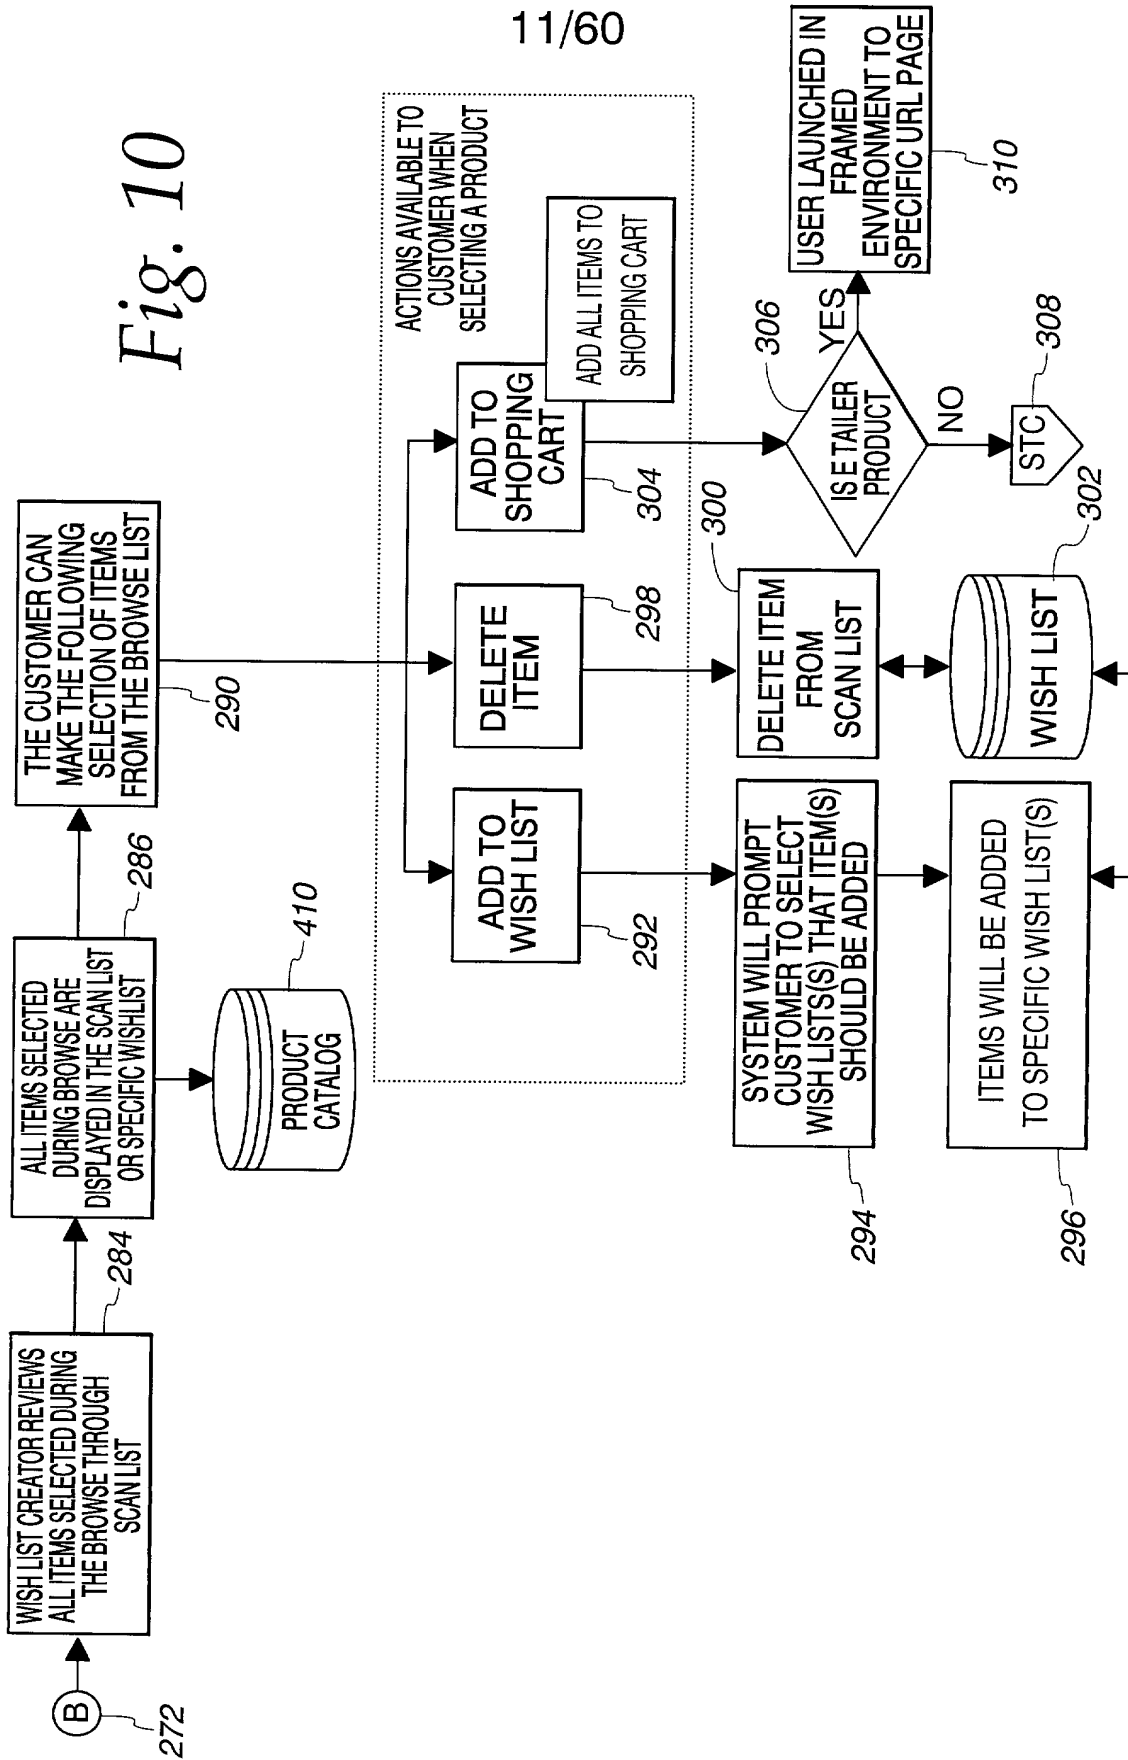 11/60
Fig. 10
B
272
WISH LIST CREATOR REVIEWS
ALL ITEMS SELECTED DURING
THE BROWSE THROUGH
SCAN LIST
284
ALL ITEMS SELECTED
DURING BROWSE ARE
DISPLAYED IN THE SCAN LIST
OR SPECIFIC WISHLIST
286
PRODUCT
CATALOG
410
THE CUSTOMER CAN
MAKE THE FOLLOWING
SELECTION OF ITEMS
FROM THE BROWSE LIST
290
ACTIONS AVAILABLE TO
CUSTOMER WHEN
SELECTING A PRODUCT
ADD TO
WISH LIST
292
DELETE
ITEM
298
ADD TO
SHOPPING
CART
304
ADD ALL ITEMS TO
SHOPPING CART
SYSTEM WILL PROMPT
CUSTOMER TO SELECT
WISH LISTS(S) THAT ITEM(S)
SHOULD BE ADDED
294
DELETE ITEM
FROM
SCAN LIST
300
IS E TAILER
PRODUCT
306
YES
NO
USER LAUNCHED IN
FRAMED
ENVIRONMENT TO
SPECIFIC URL PAGE
310
ITEMS WILL BE ADDED
TO SPECIFIC WISH LIST(S)
296
WISH LIST
302
STC
308